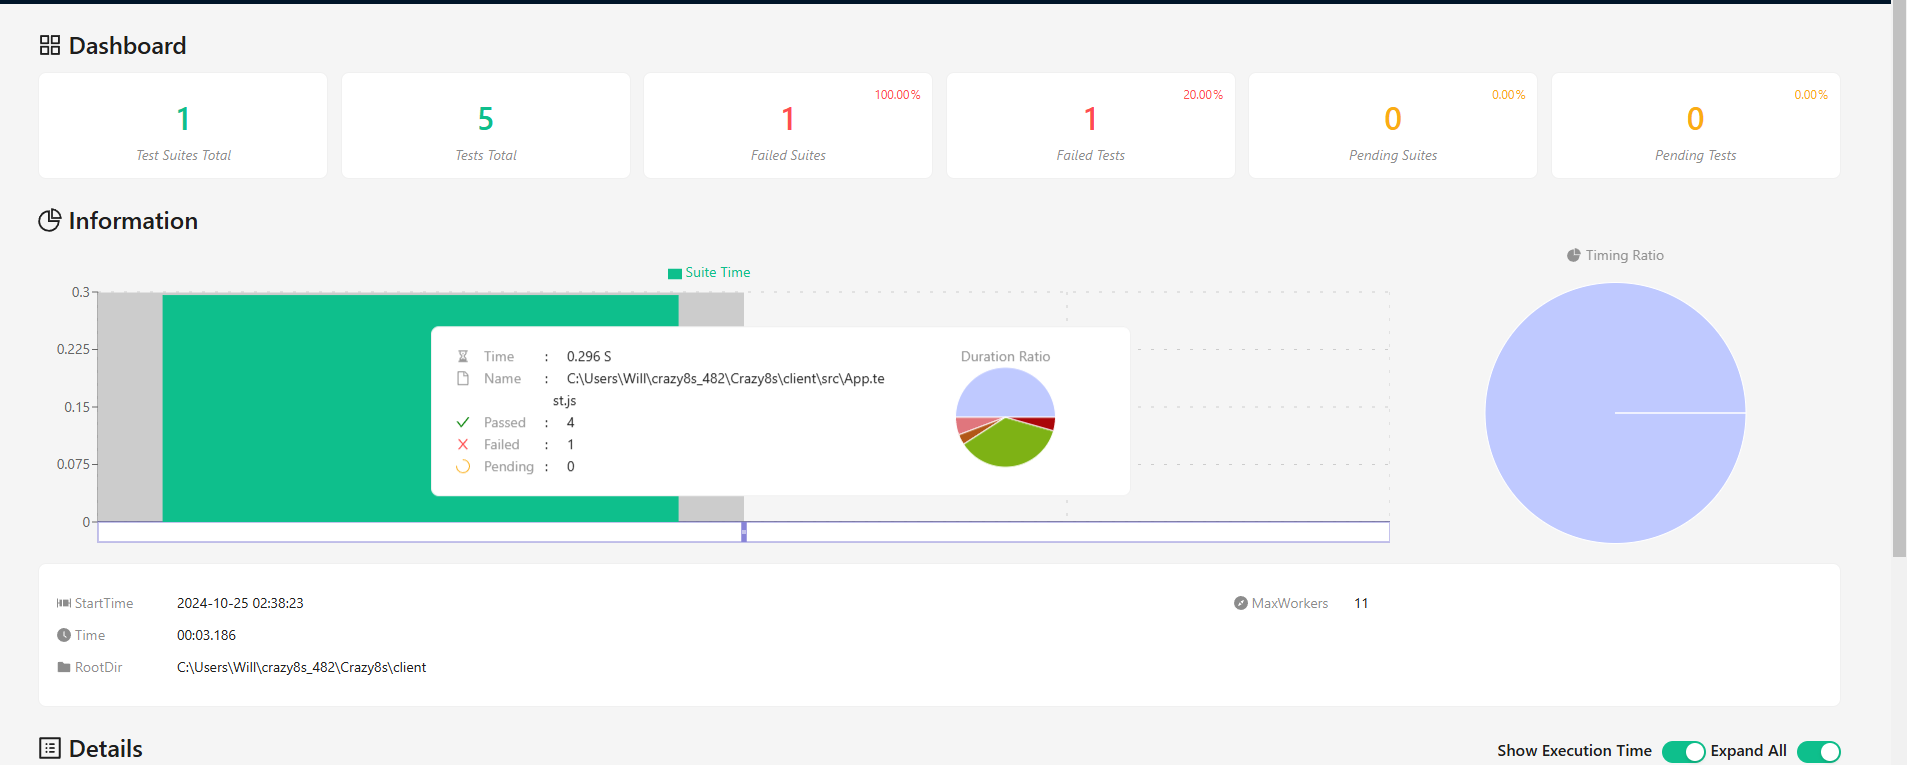 Dashboard
1
Test Suites Total
5
Tests Total
100.00%
1
Failed Suites
20.00%
1
Failed Tests
0.00%
0
Pending Suites
0.00%
0
Pending Tests
Information
Suite Time
0.3
0.225
0.15
0.075
0
Time : 0.296 S
Name : C:\Users\Will\crazy8s_482\Crazy8s\client\src\App.te
st.js
Passed : 4
Failed : 1
Pending : 0
Duration Ratio
Timing Ratio
StartTime 2024-10-25 02:38:23
MaxWorkers 11
Time 00:03.186
RootDir C:\Users\Will\crazy8s_482\Crazy8s\client
Details
Show Execution Time
Expand All